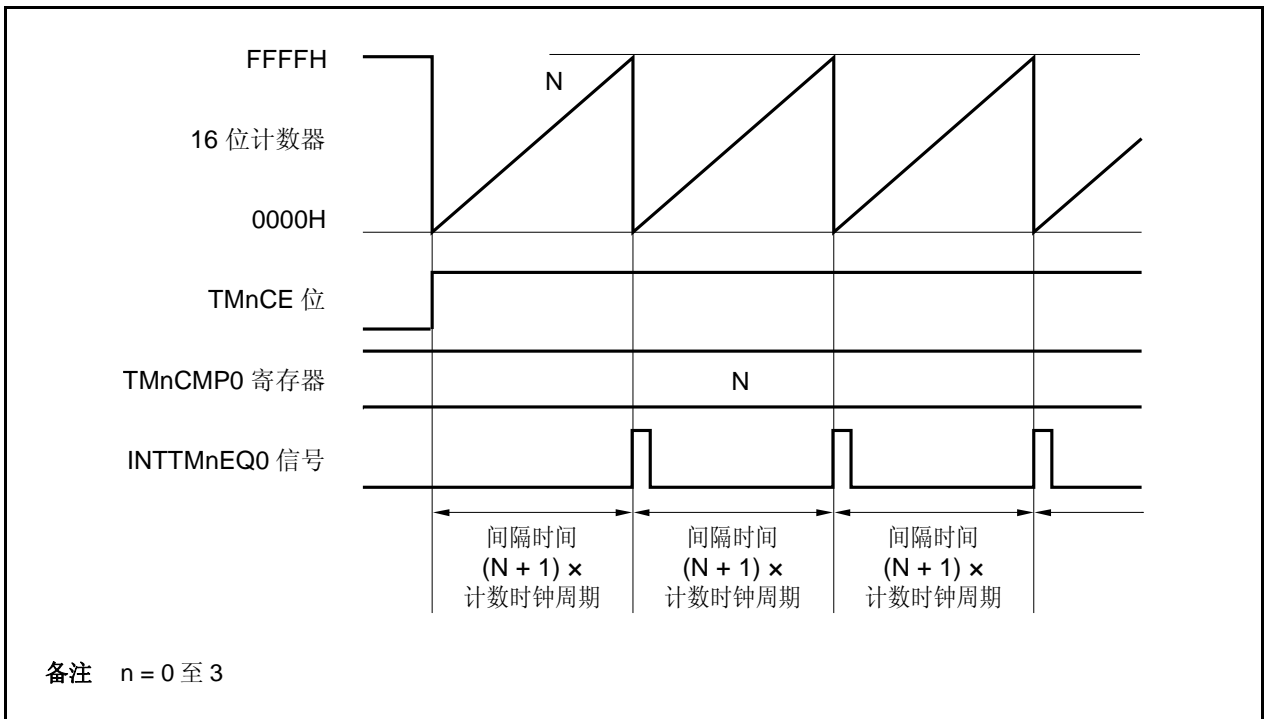 FFFFH
N
16 位计数器
0000H
TMnCE 位
TMnCMP0 寄存器
N
INTTMnEQ0 信号
间隔时间
(N + 1) ×
计数时钟周期
间隔时间
(N + 1) ×
计数时钟周期
间隔时间
(N + 1) ×
计数时钟周期
备注 n = 0 至 3